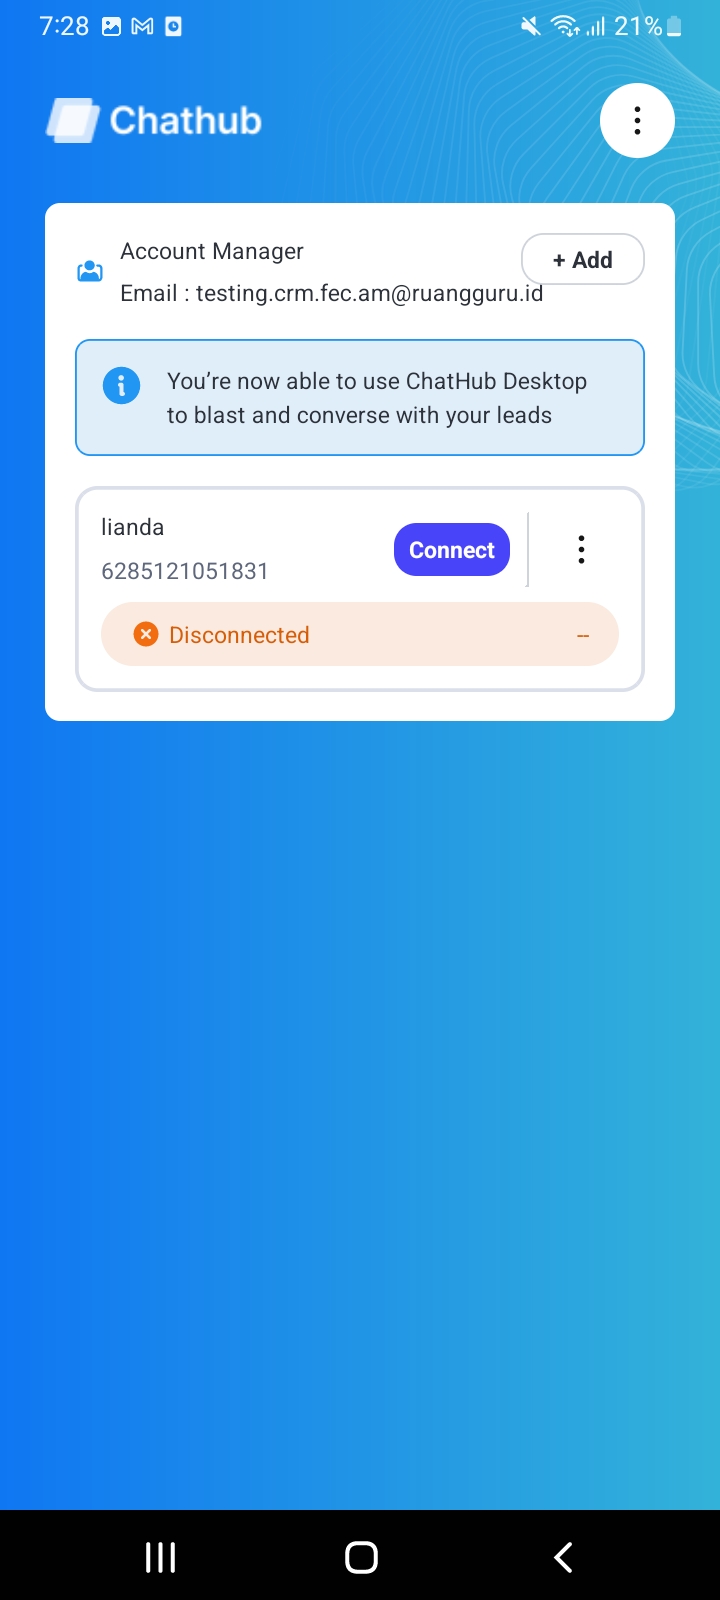 7:28
21%
Chathub
Account Manager
+ Add
Email : testing.crm.fec.am@ruangguru.id
You’re now able to use ChatHub Desktop
to blast and converse with your leads
lianda
Connect
6285121051831
Disconnected
--